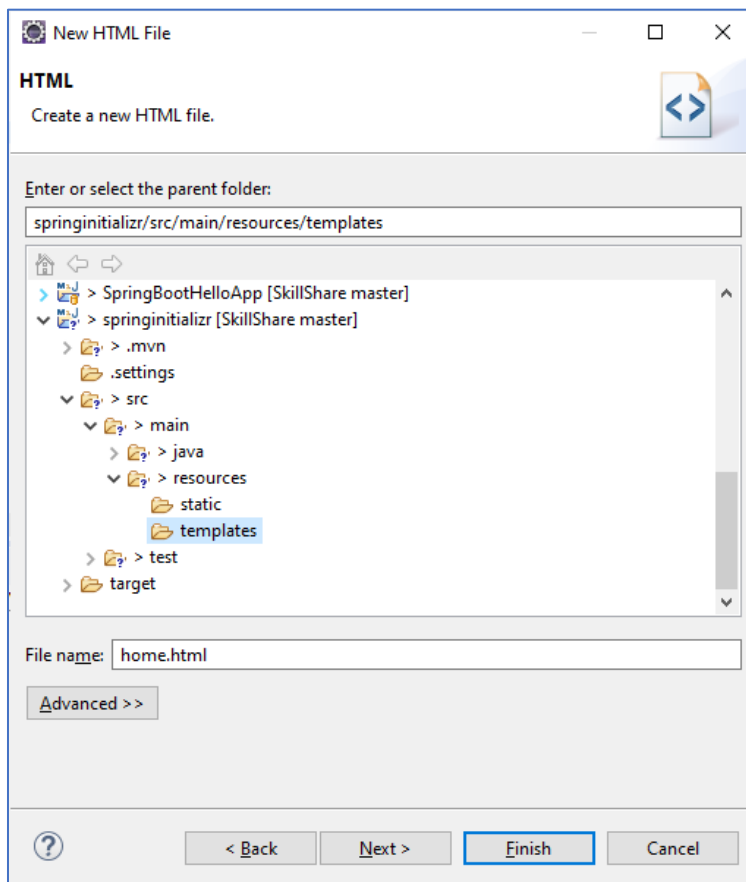 New HTML File
HTML
Create a new HTML file.
Enter or select the parent folder:
springinitializr/src/main/resources/templates
> SpringBootHelloApp [SkillShare master]
> springinitializr [SkillShare master]
> .mvn
.settings
> src
> main
> java
> resources
static
templates
> test
target
File name: home.html
Advanced >>
< Back Next > Finish Cancel